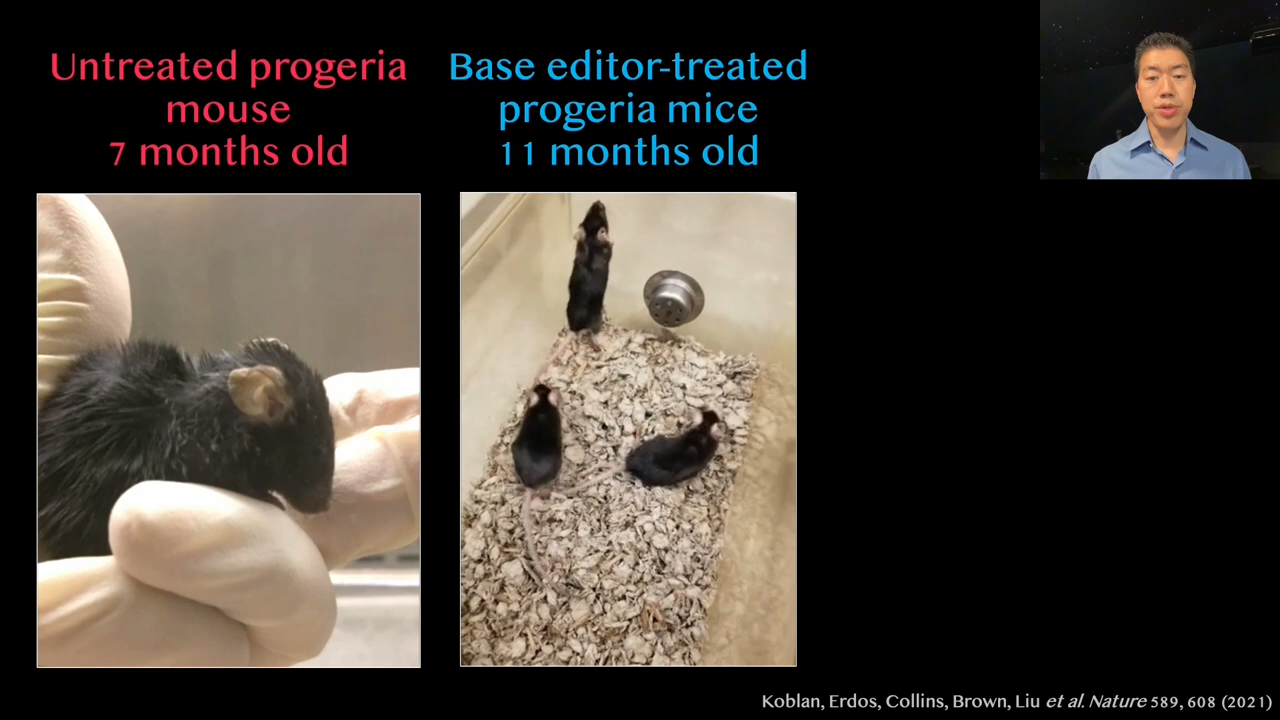 Untreated progeria
mouse
7 months old
Base editor-treated
progeria mice
11 months old
Koblan, Erdos, Collins, Brown, Liu et al. Nature 589, 608 (2021)